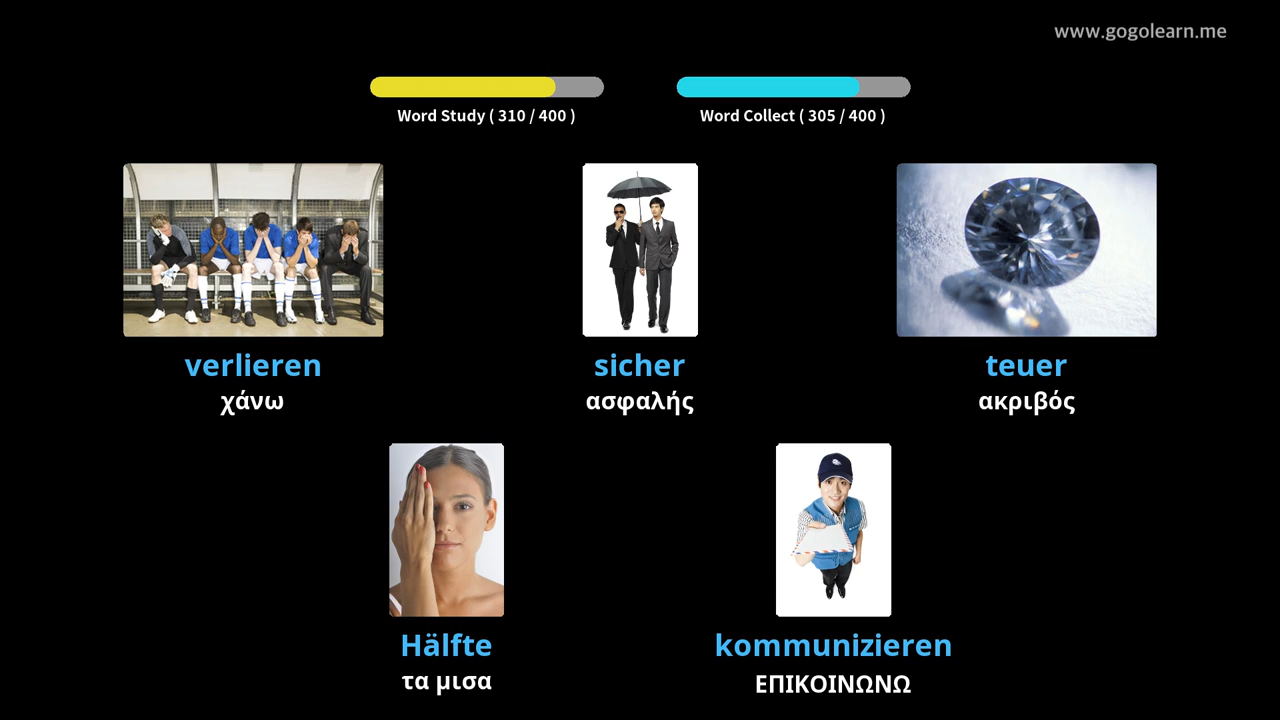 www.gogolearn.me
Word Study ( 310 / 400 )
Word Collect ( 305 / 400 )
verlieren
χάνω
sicher
ασφαλής
teuer
ακριβός
Hälfte
τα μισα
kommunizieren
ΕΠΙΚΟΙΝΩΝΩ